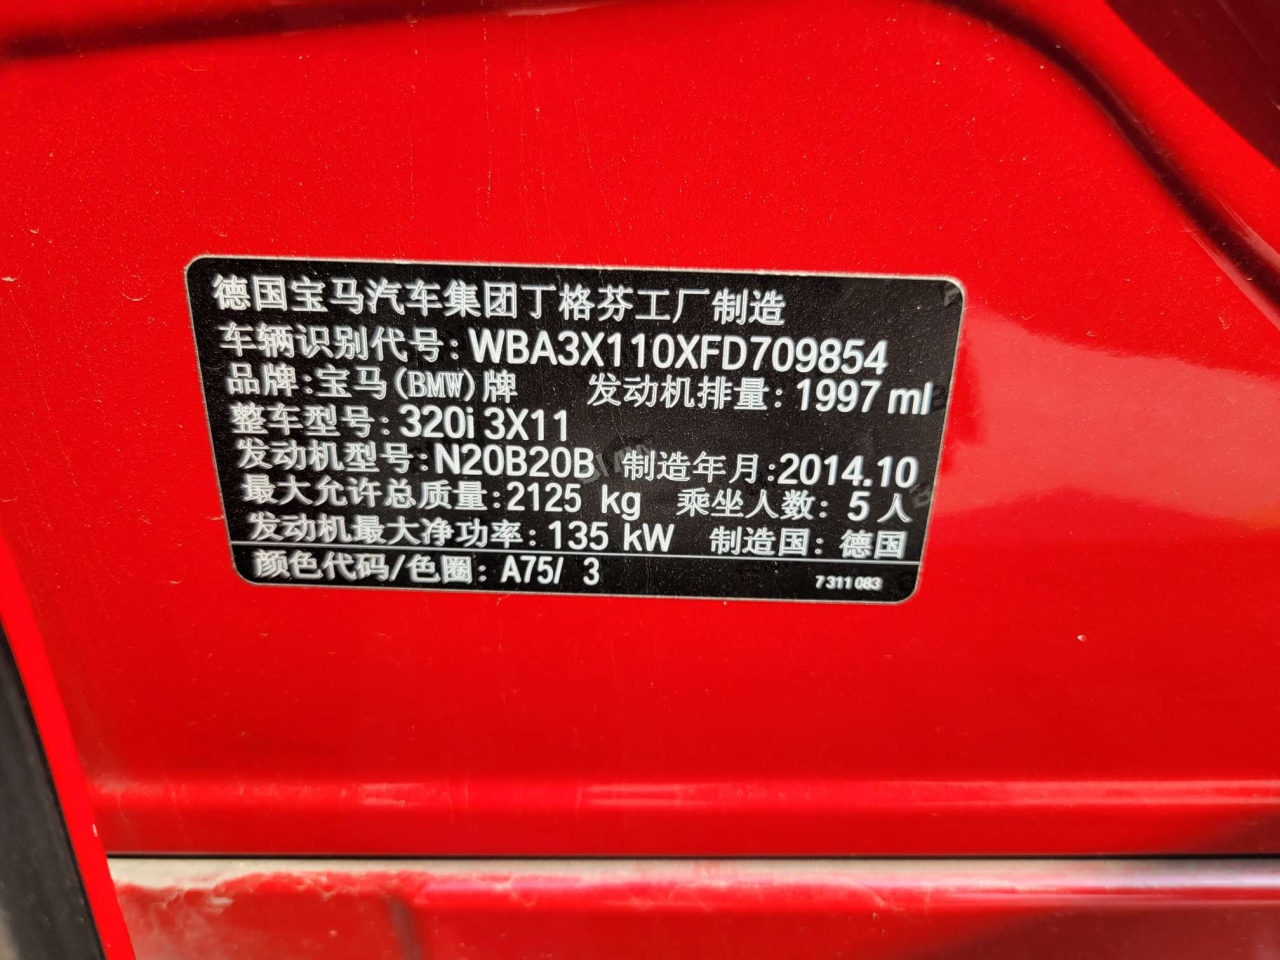 德国宝马汽车集团丁格芬工厂制造
车辆识别代号: WBA3X110XFD709854
品牌:宝马(BMW)牌 发动机排量: 1997 ml
整车型号: 320i 3X11
发动机型号:N20B20B 制造年月:2014.10
最大允许总质量:2125 kg 乘坐人数: 5 人
发动机最大净功率: 135 kW 制造国: 德国
颜色代码/色圈: A75/ 3 7 311 083